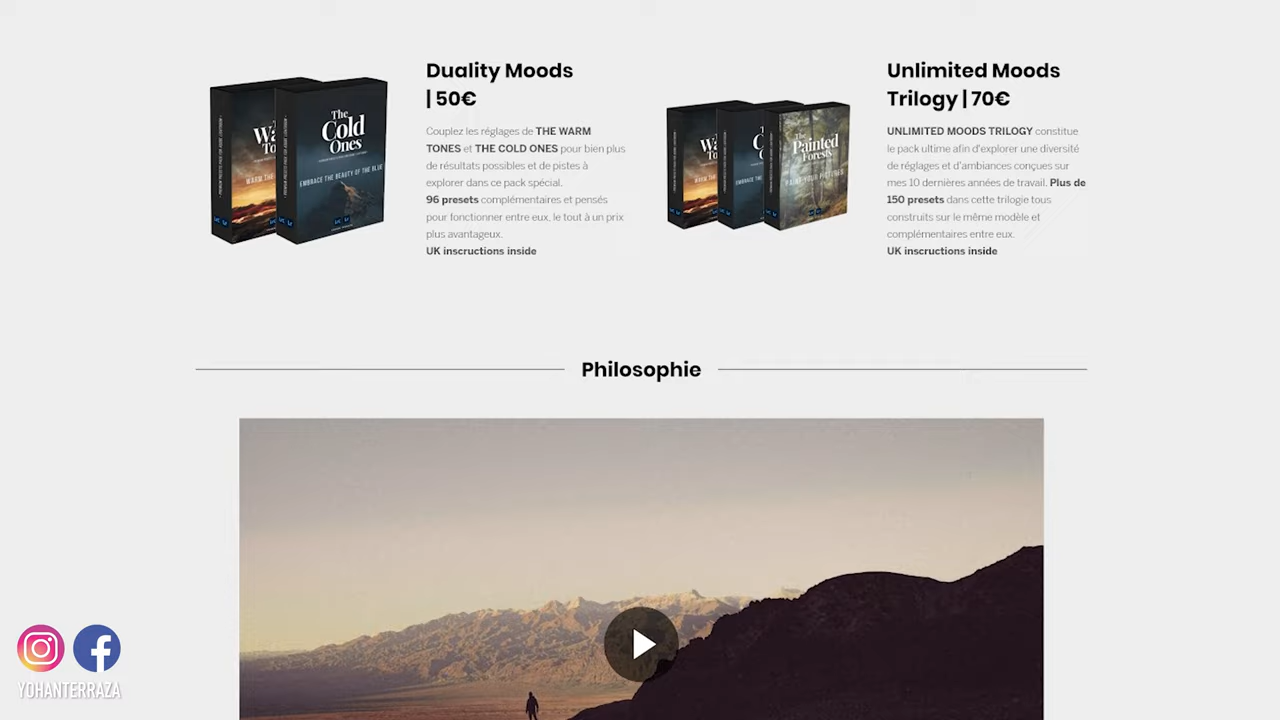 Duality Moods
| 50€
Couplez les réglages de THE WARM
TONES et THE COLD ONES pour bien plus
de résultats possibles et de pistes à
explorer dans ce pack spécial.
96 presets complémentaires et pensés
pour fonctionner entre eux, le tout à un prix
plus avantageux.
UK inscructions inside
The
Cold
Ones
EMBRACE THE BEAUTY OF THE BLUE
Unlimited Moods
Trilogy | 70€
UNLIMITED MOODS TRILOGY constitue
le pack ultime afin d'explorer une diversité
de réglages et d'ambiances conçues sur
mes 10 dernières années de travail. Plus de
150 presets dans cette trilogie tous
construits sur le même modèle et
complémentaires entre eux.
UK inscructions inside
The
Painted
Forests
PAINT YOUR PICTURES
Philosophie
YOHANTERRAZA